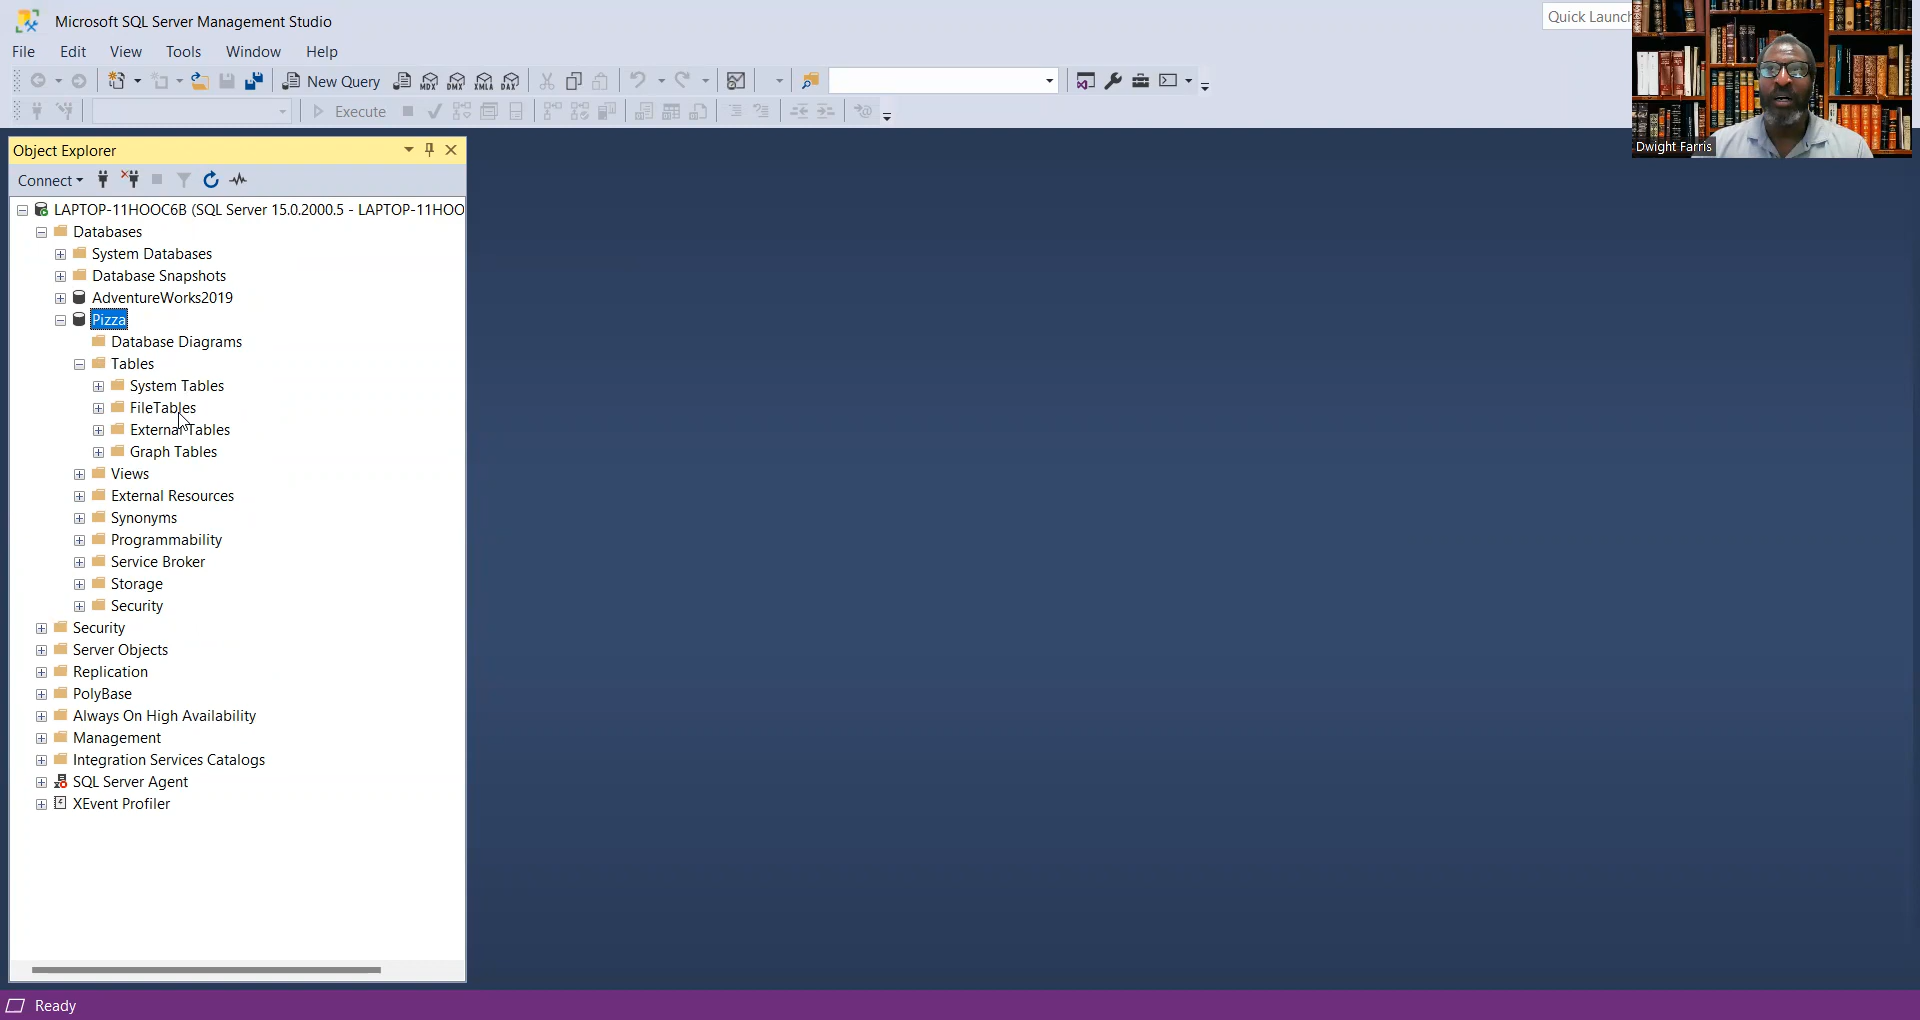 Microsoft SQL Server Management Studio
Quick Launch
File Edit View Tools Window Help
New Query
MDX DMX XMLA DAX
Execute
Dwight Farris
Object Explorer
Connect
LAPTOP-11HOOC6B (SQL Server 15.0.2000.5 - LAPTOP-11HOO
Databases
System Databases
Database Snapshots
AdventureWorks2019
Pizza
Database Diagrams
Tables
System Tables
FileTables
External Tables
Graph Tables
Views
External Resources
Synonyms
Programmability
Service Broker
Storage
Security
Security
Server Objects
Replication
PolyBase
Always On High Availability
Management
Integration Services Catalogs
SQL Server Agent
XEvent Profiler
Ready